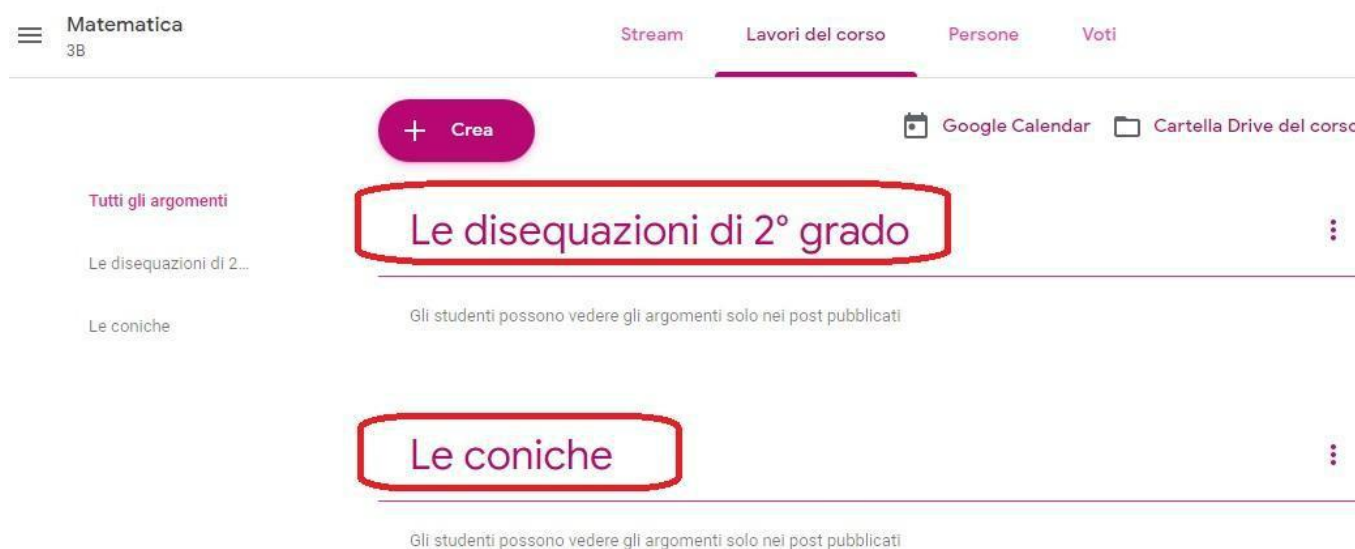 Matematica
3B
Stream Lavori del corso Persone Voti
+ Crea
Google Calendar Cartella Drive del corso
Tutti gli argomenti
Le disequazioni di 2...
Le coniche
Le disequazioni di 2° grado
Gli studenti possono vedere gli argomenti solo nei post pubblicati
Le coniche
Gli studenti possono vedere gli argomenti solo nei post pubblicati